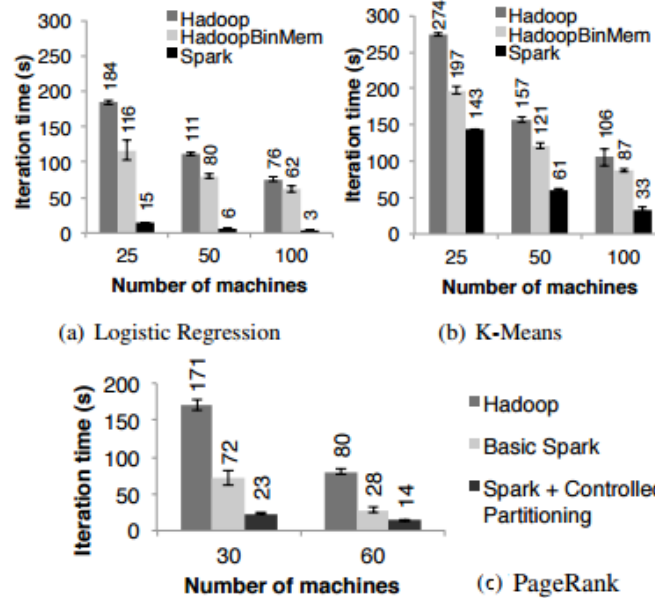 300
250
200
150
100
50
0
Iteration time (s)
Hadoop
HadoopBinMem
Spark
184
116
15
111
80
6
76
62
3
25
50
100
Number of machines
(a) Logistic Regression
300
250
200
150
100
50
0
Iteration time (s)
Hadoop
HadoopBinMem
Spark
274
197
143
157
121
61
106
87
33
25
50
100
Number of machines
(b) K-Means
200
150
100
50
0
Iteration time (s)
171
72
23
80
28
14
30
60
Number of machines
Hadoop
Basic Spark
Spark + Controlled
Partitioning
(c) PageRank